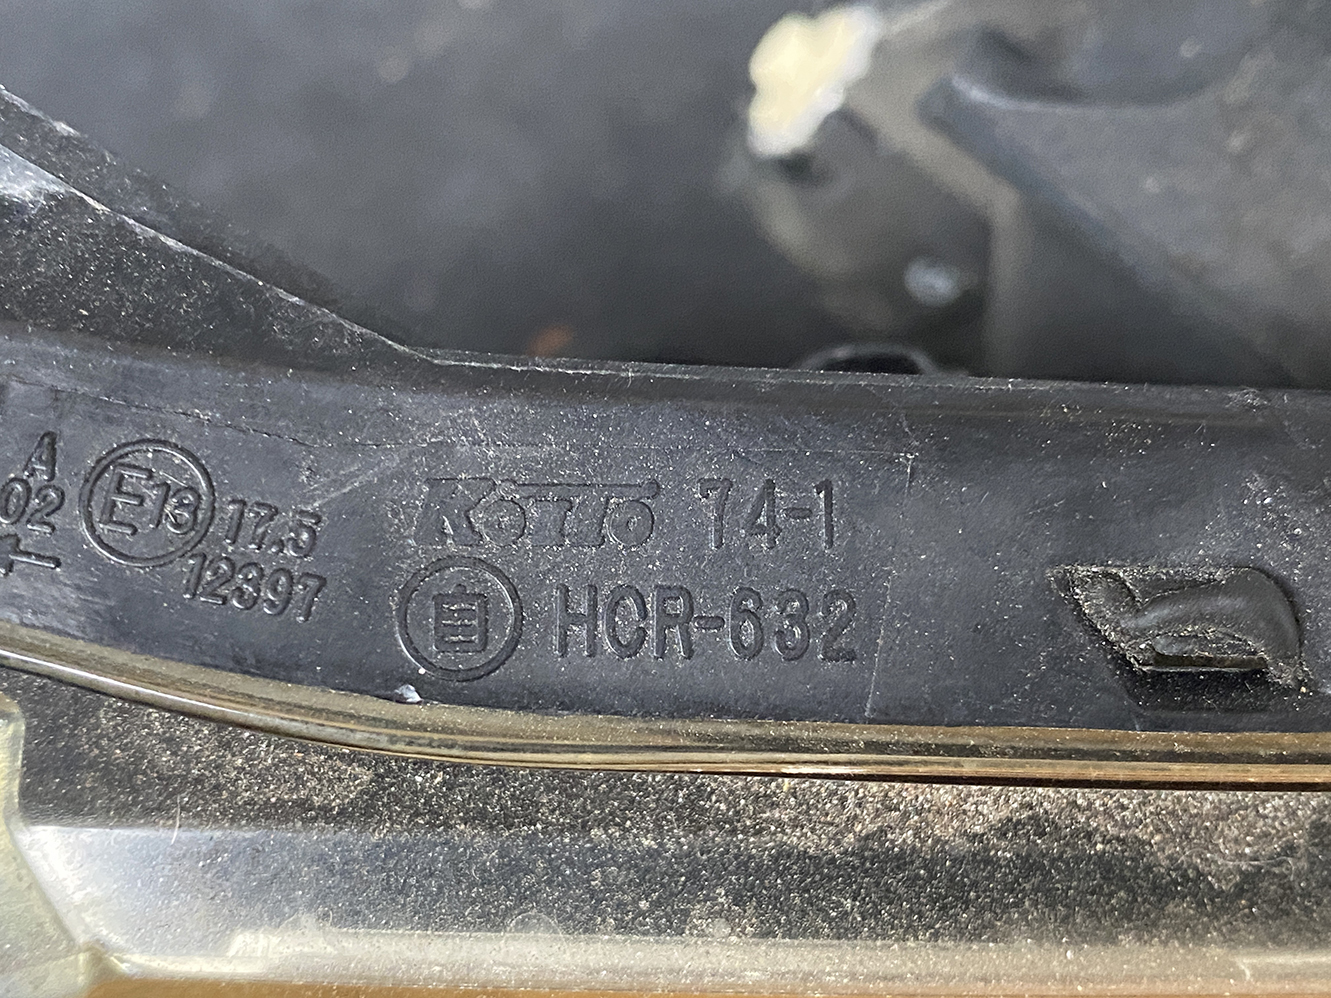 A
02
T
E13
17.5
12397
KOITO 74-1
自 HCR-632